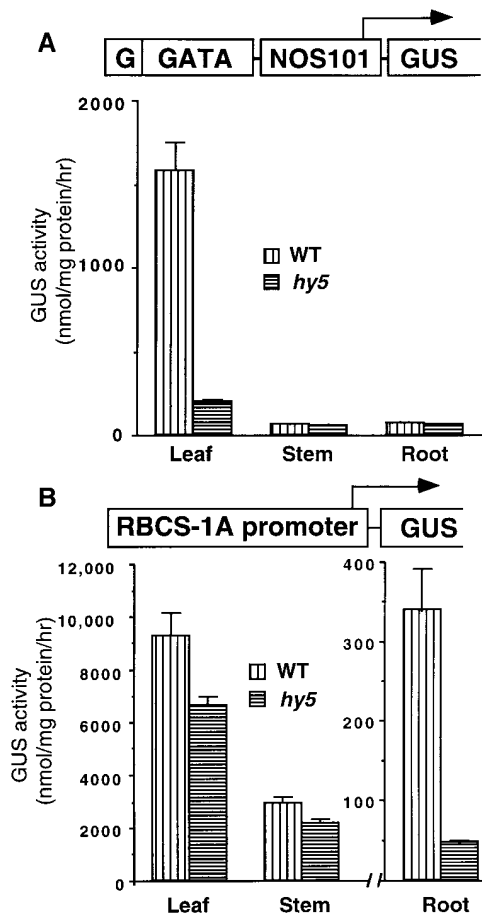 A
G GATA NOS101 GUS
2000
1000
0
GUS activity
(nmol/mg protein/hr)
WT
hy5
Leaf Stem Root
B
RBCS-1A promoter GUS
12,000
10,000
8000
6000
4000
2000
0
GUS activity
(nmol/mg protein/hr)
WT
hy5
400
300
200
100
Leaf Stem // Root